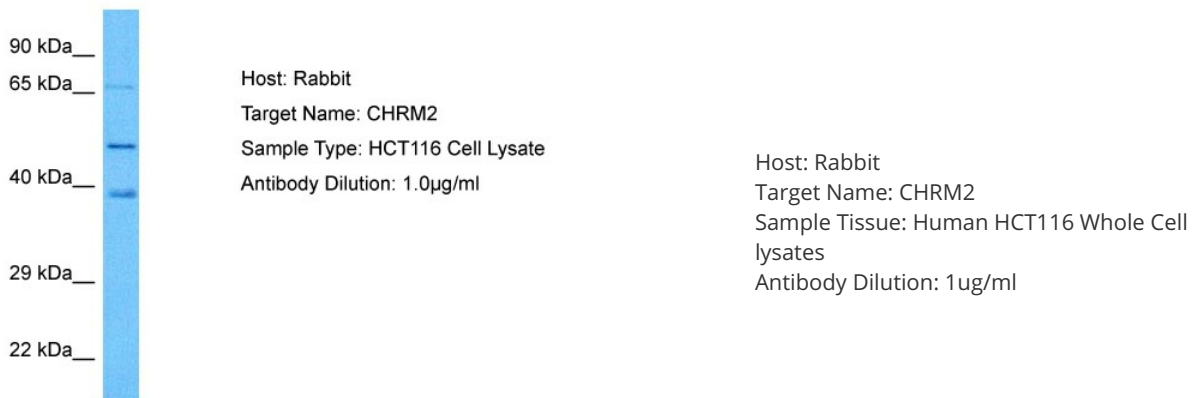 90 kDa__
65 kDa__
40 kDa__
29 kDa__
22 kDa__
Host: Rabbit
Target Name: CHRM2
Sample Type: HCT116 Cell Lysate
Antibody Dilution: 1.0µg/ml
Host: Rabbit
Target Name: CHRM2
Sample Tissue: Human HCT116 Whole Cell
lysates
Antibody Dilution: 1ug/ml